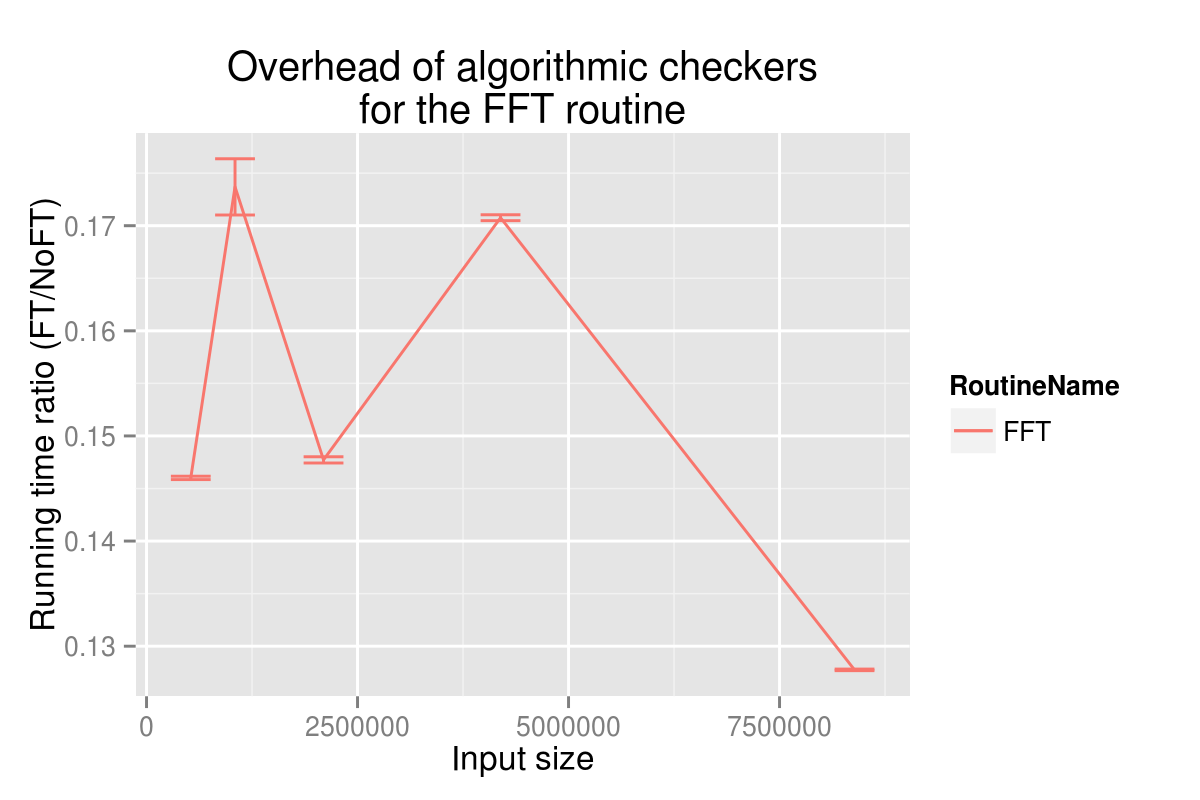 Overhead of algorithmic checkers
for the FFT routine
Running time ratio (FT/NoFT)
0.17
0.16
0.15
0.14
0.13
0
2500000
5000000
7500000
Input size
RoutineName
FFT